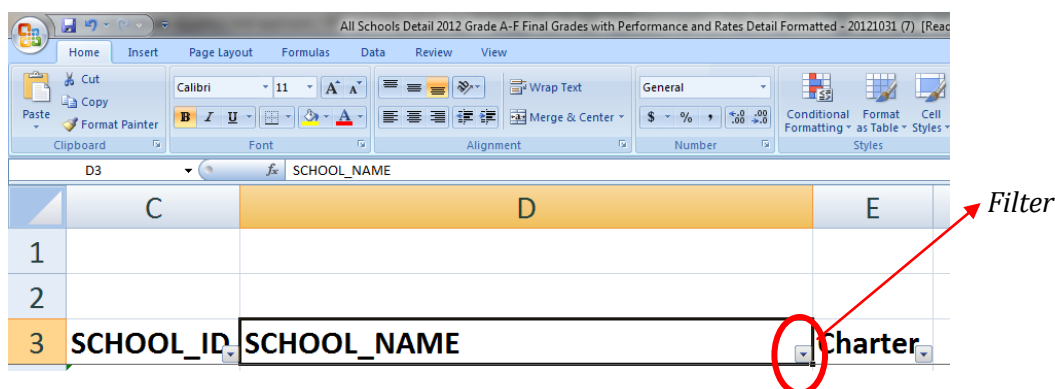 All Schools Detail 2012 Grade A-F Final Grades with Performance and Rates Detail Formatted - 20121031 (7) [Read
Home Insert Page Layout Formulas Data Review View
Cut
Copy
Format Painter
Paste
Calibri 11 A A
B I U A
Wrap Text
Merge & Center
General
$ % , .0 .00 .00 .0
Conditional Formatting
Format as Table
Cell Styles
Clipboard Font Alignment Number Styles
D3 fx SCHOOL_NAME
C D E
Filter
1
2
3 SCHOOL_ID SCHOOL_NAME Charter